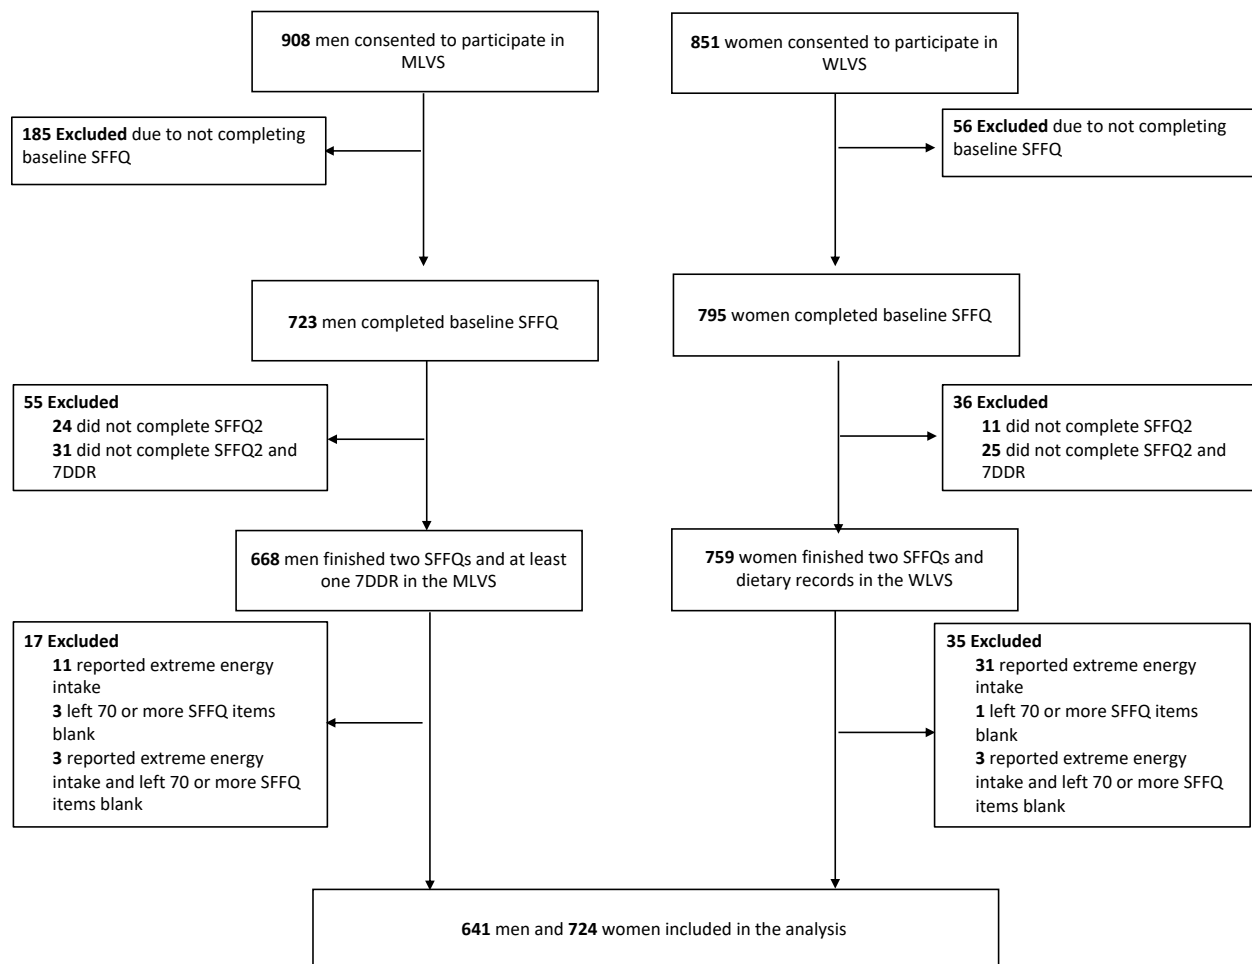 908 men consented to participate in
MLVS
851 women consented to participate in
WLVS
185 Excluded due to not completing
baseline SFFQ
56 Excluded due to not completing
baseline SFFQ
723 men completed baseline SFFQ
795 women completed baseline SFFQ
55 Excluded
24 did not complete SFFQ2
31 did not complete SFFQ2 and
7DDR
36 Excluded
11 did not complete SFFQ2
25 did not complete SFFQ2 and
7DDR
668 men finished two SFFQs and at least
one 7DDR in the MLVS
759 women finished two SFFQs and
dietary records in the WLVS
17 Excluded
11 reported extreme energy
intake
3 left 70 or more SFFQ items
blank
3 reported extreme energy
intake and left 70 or more SFFQ
items blank
35 Excluded
31 reported extreme energy
intake
1 left 70 or more SFFQ items
blank
3 reported extreme energy
intake and left 70 or more SFFQ
items blank
641 men and 724 women included in the analysis